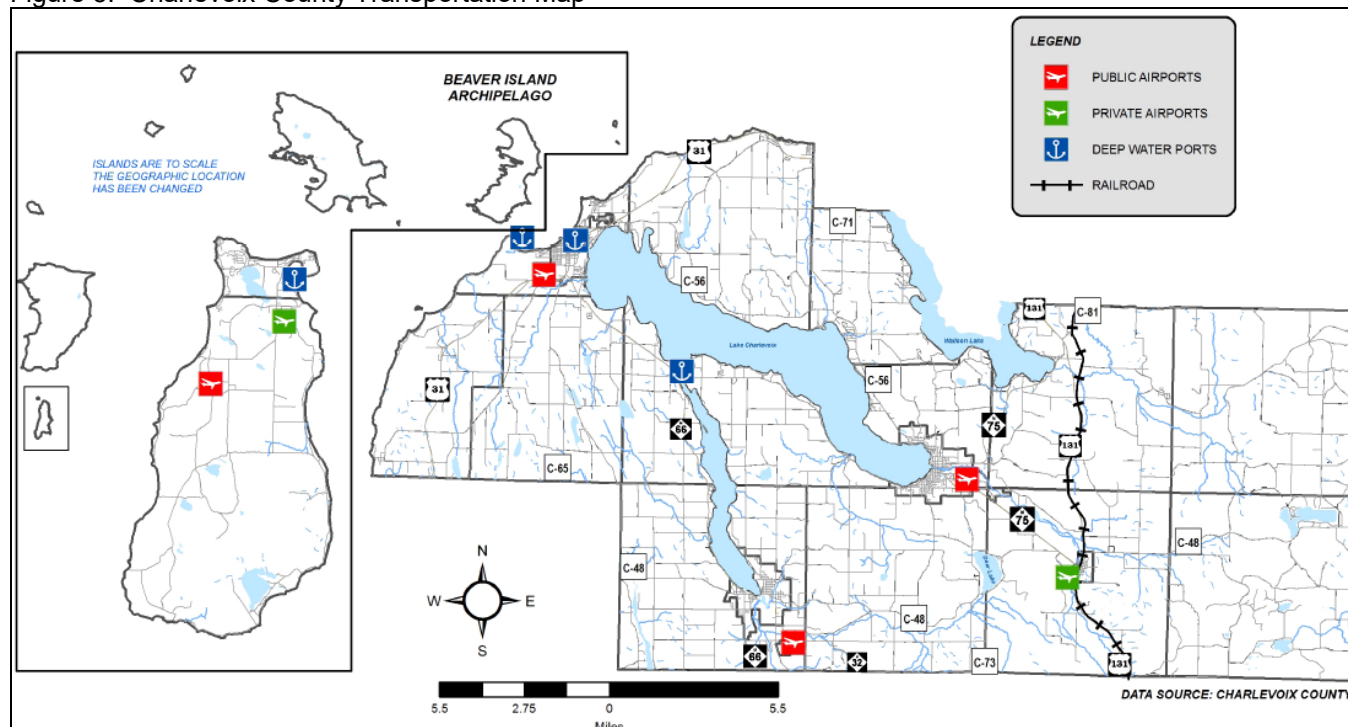 Figure 3: Charlevoix County Transportation Map
BEAVER ISLAND
ARCHIPELAGO
ISLANDS ARE TO SCALE
THE GEOGRAPHIC LOCATION
HAS BEEN CHANGED
LEGEND
PUBLIC AIRPORTS
PRIVATE AIRPORTS
DEEP WATER PORTS
RAILROAD
31
C-71
C-56
131
C-81
Walloon Lake
Lake Charlevoix
31
C-56
66
75
131
C-65
75
C-48
C-48
Deer Lake
C-48
66
32
C-73
131
N
W
E
S
5.5
2.75
0
5.5
Miles
DATA SOURCE: CHARLEVOIX COUNTY